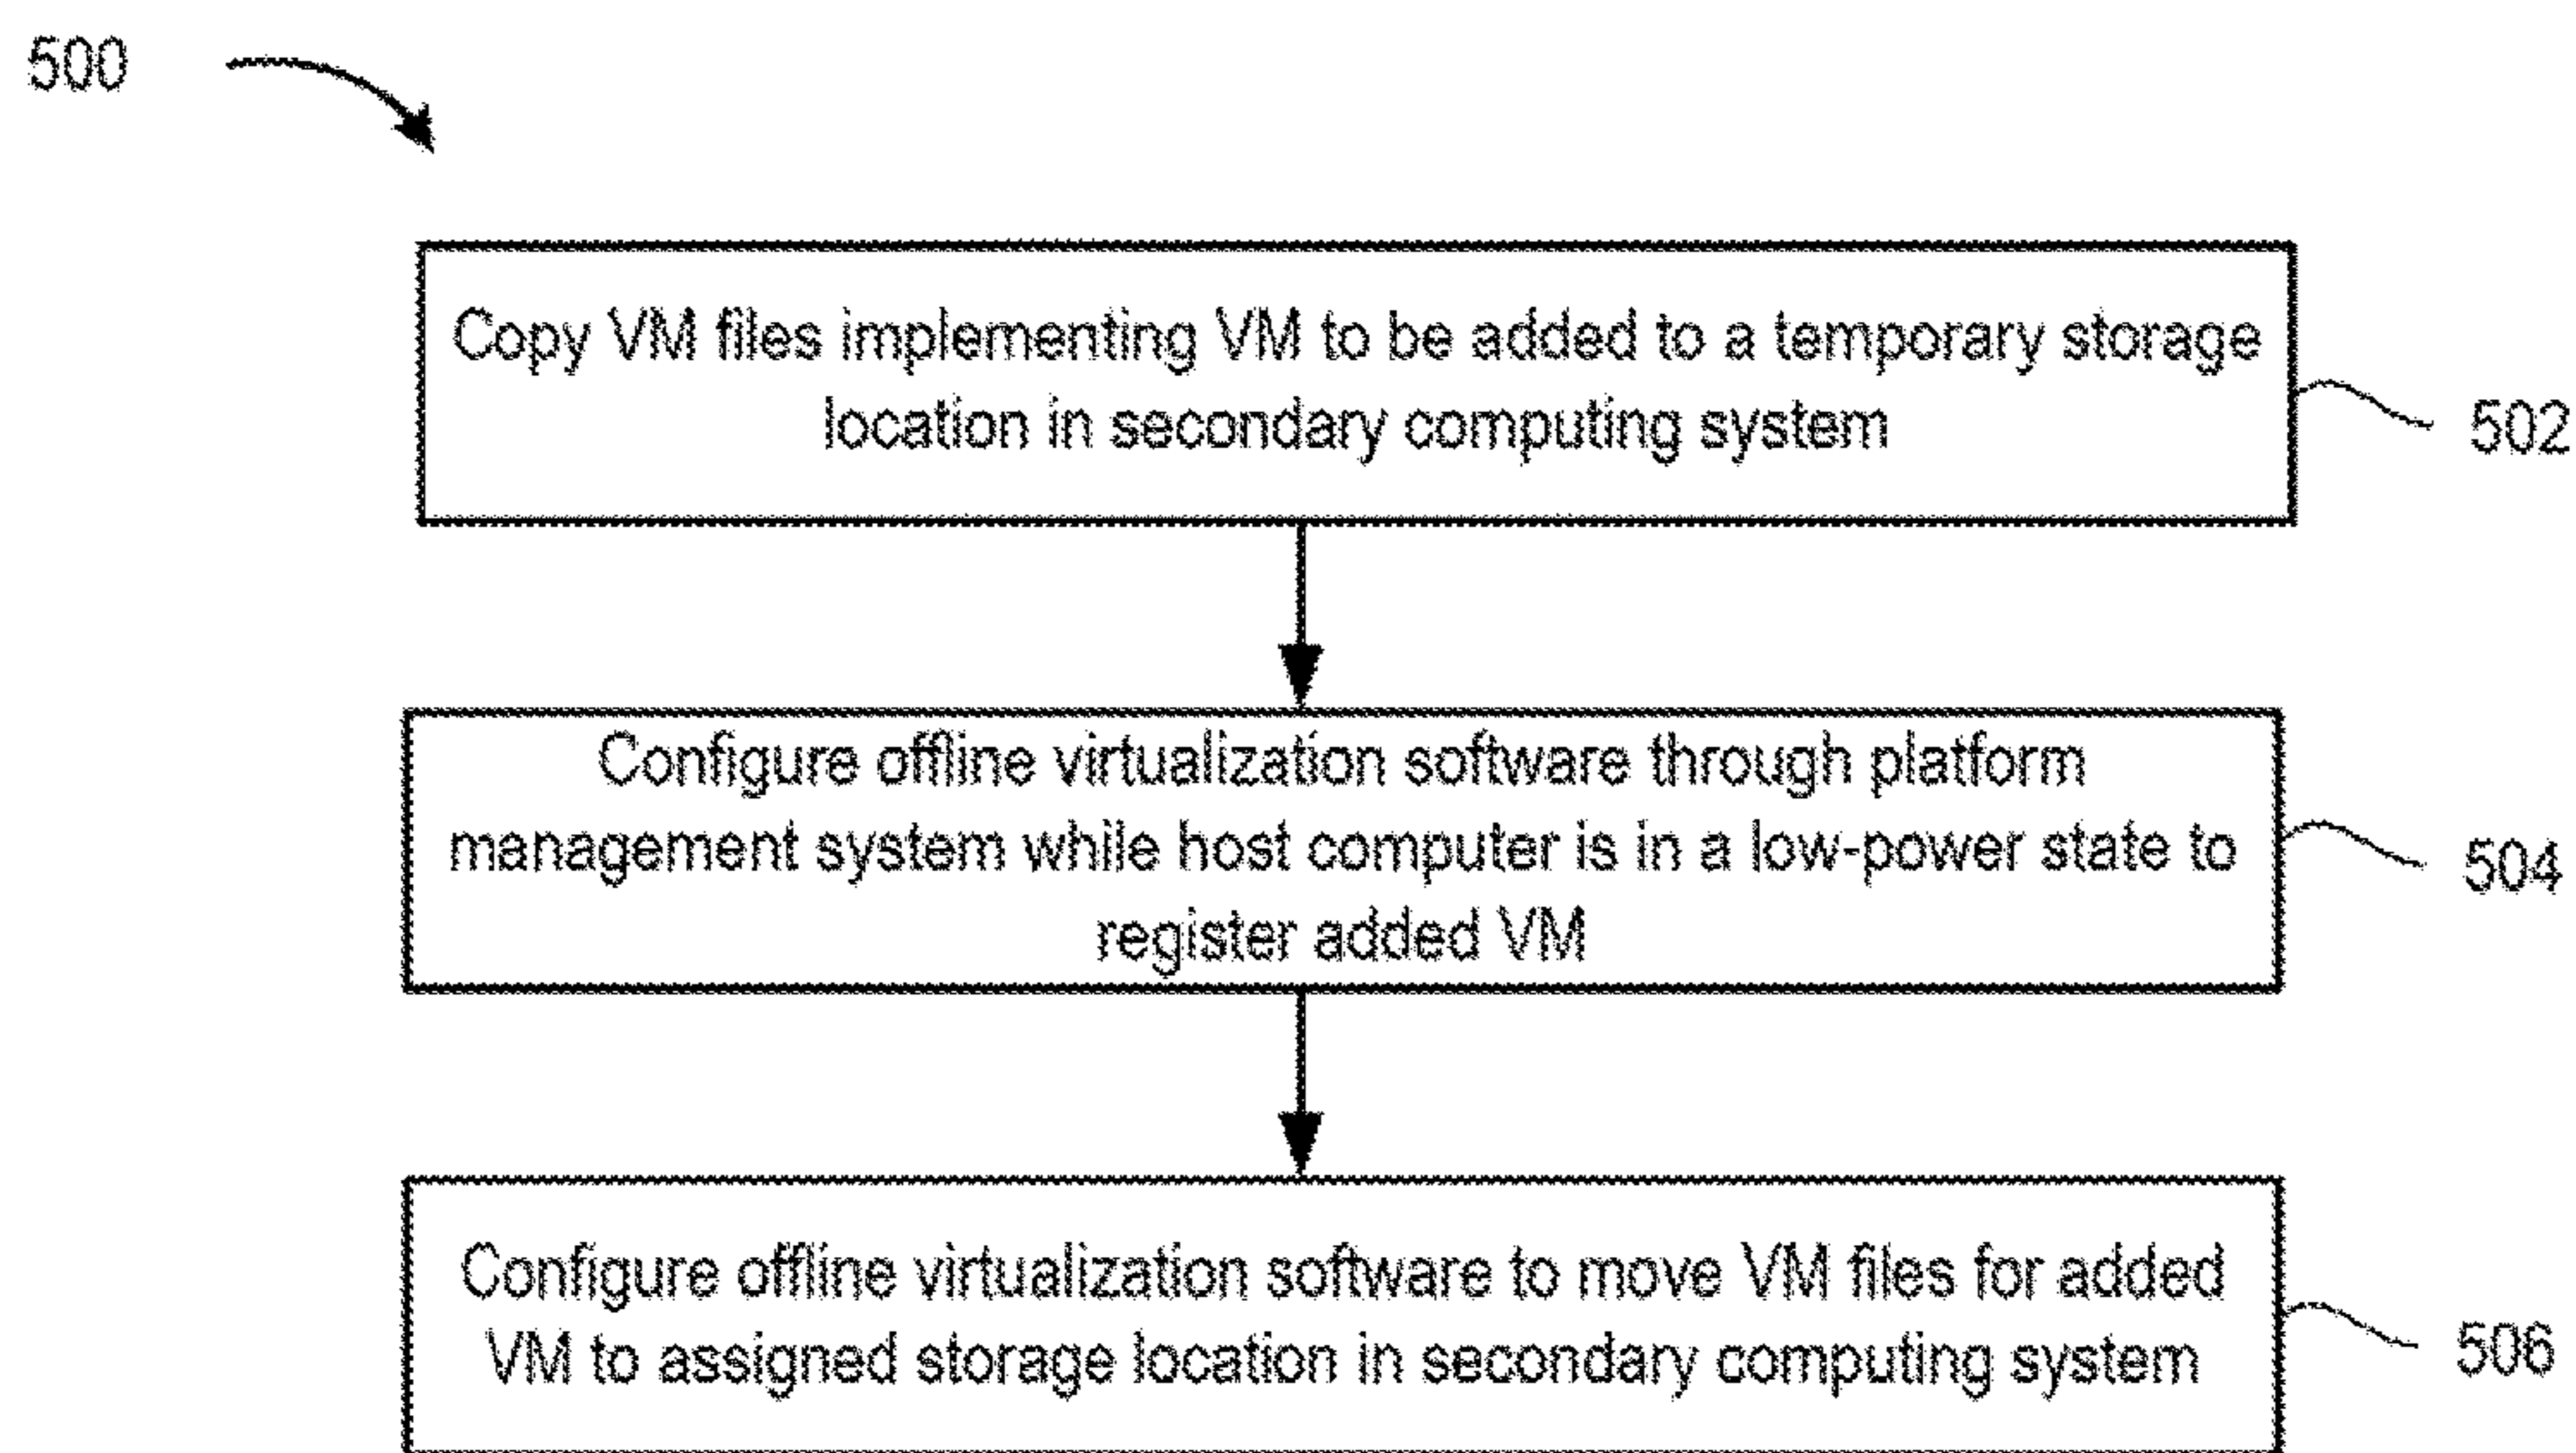 500
Copy VM files implementing VM to be added to a temporary storage
location in secondary computing system
502
Configure offline virtualization software through platform
management system while host computer is in a low-power state to
register added VM
504
Configure offline virtualization software to move VM files for added
VM to assigned storage location in secondary computing system
506